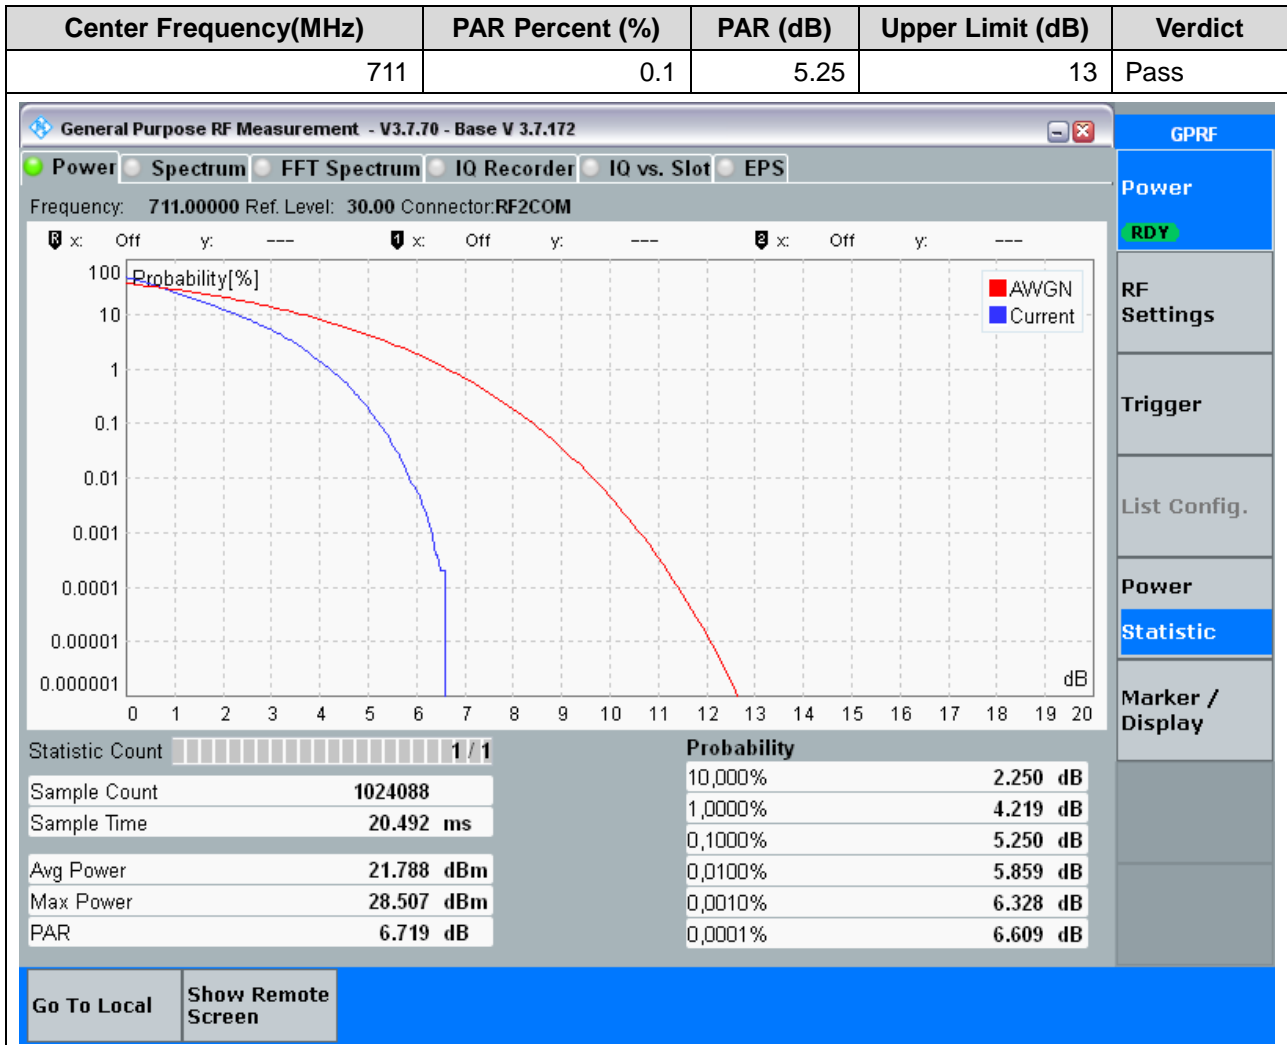 Center Frequency(MHz) PAR Percent (%) PAR (dB) Upper Limit (dB) Verdict
711 0.1 5.25 13 Pass
General Purpose RF Measurement - V3.7.70 - Base V 3.7.172
GPRF
Power Spectrum FFT Spectrum IQ Recorder IQ vs. Slot EPS
Frequency: 711.00000 Ref. Level: 30.00 Connector:RF2COM
R x: Off y: --- 1 x: Off y: --- 2 x: Off y: ---
Probability[%]
AWGN
Current
100
10
1
0.1
0.01
0.001
0.0001
0.00001
0.000001
dB
0 1 2 3 4 5 6 7 8 9 10 11 12 13 14 15 16 17 18 19 20
Statistic Count 1 / 1
Sample Count 1024088
Sample Time 20.492 ms
Avg Power 21.788 dBm
Max Power 28.507 dBm
PAR 6.719 dB
Probability
10,000% 2.250 dB
1,0000% 4.219 dB
0,1000% 5.250 dB
0,0100% 5.859 dB
0,0010% 6.328 dB
0,0001% 6.609 dB
Power
RDY
RF
Settings
Trigger
List Config.
Power
Statistic
Marker /
Display
Go To Local
Show Remote
Screen